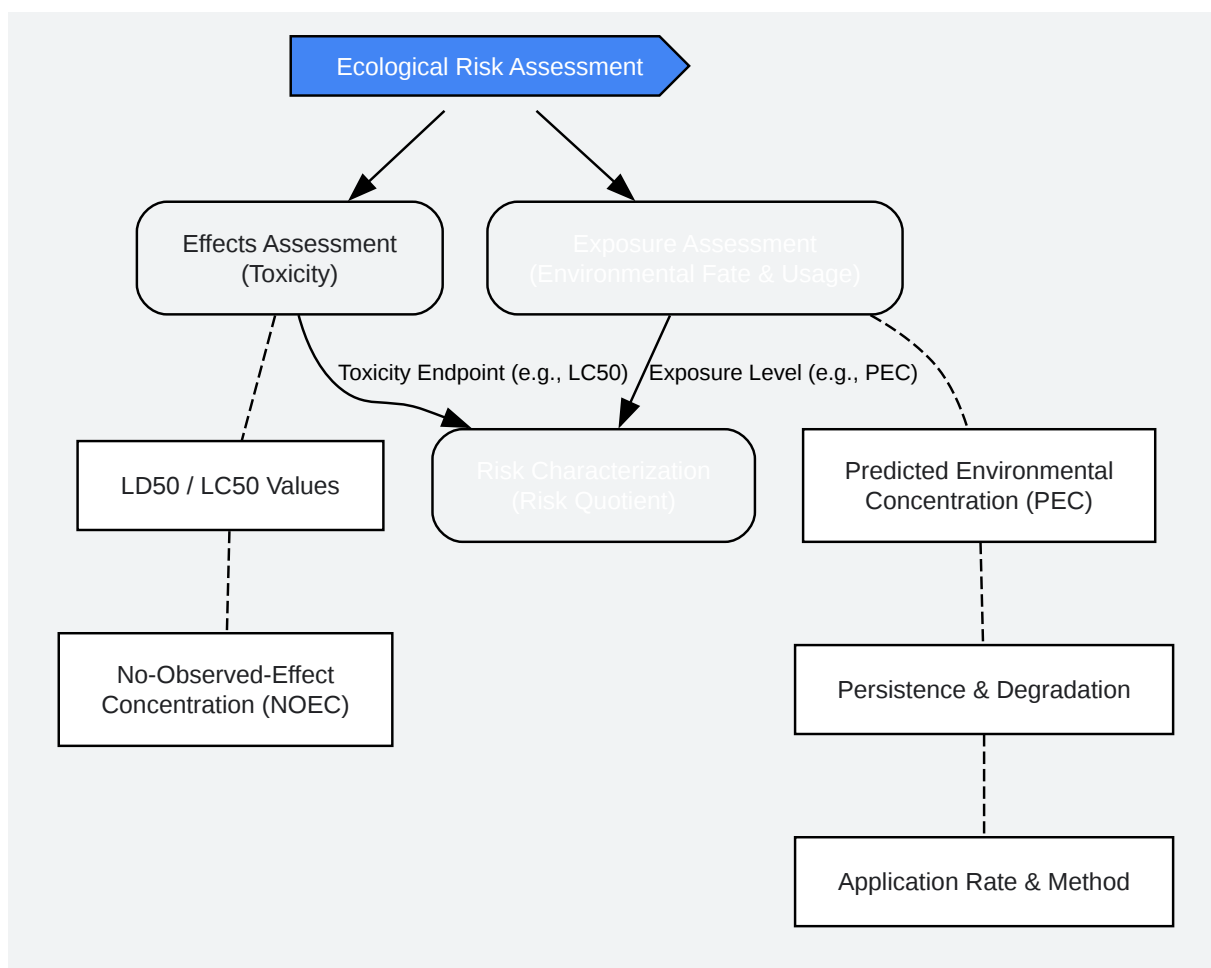 Ecological Risk Assessment
Effects Assessment
(Toxicity)
Exposure Assessment
(Environmental Fate & Usage)
Toxicity Endpoint (e.g., LC50)
Exposure Level (e.g., PEC)
LD50 / LC50 Values
Risk Characterization
(Risk Quotient)
Predicted Environmental
Concentration (PEC)
No-Observed-Effect
Concentration (NOEC)
Persistence & Degradation
Application Rate & Method